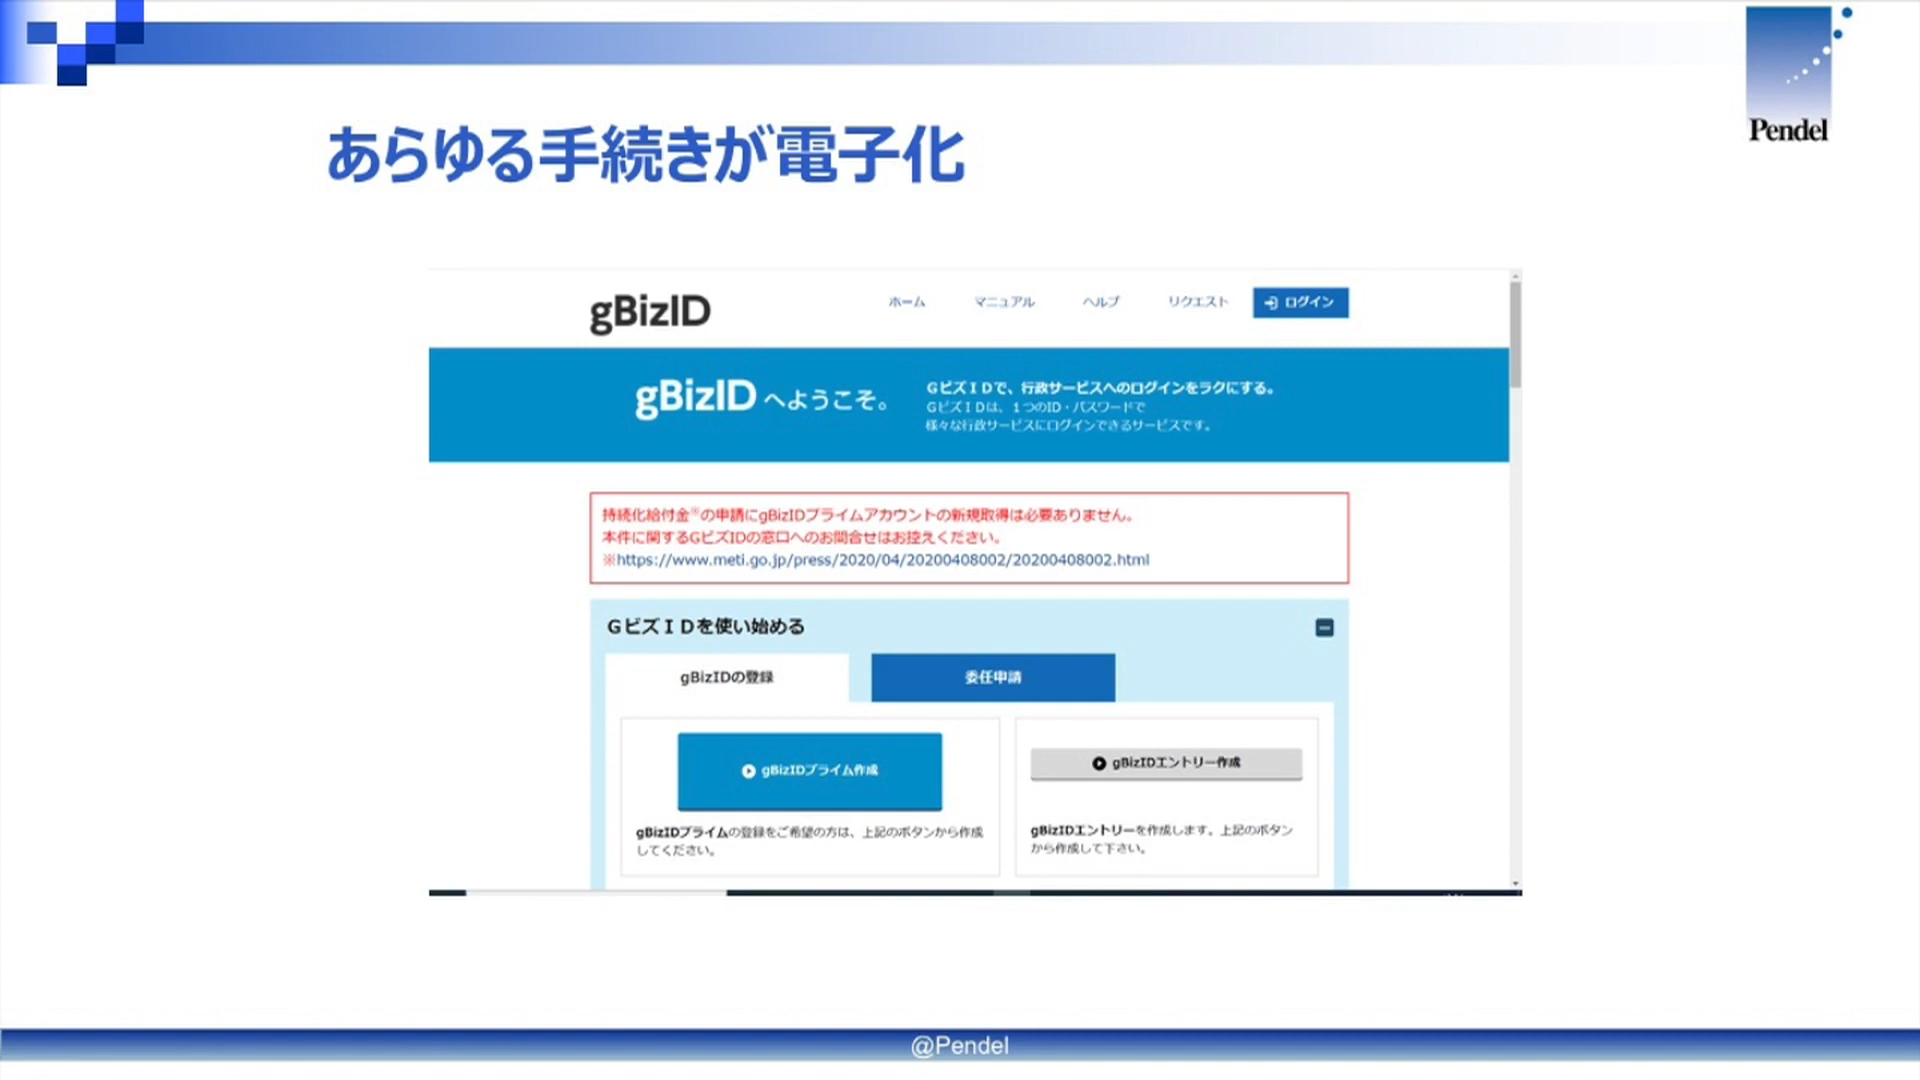 Pendel
あらゆる手続きが電子化
gBizID
ホーム
マニュアル
ヘルプ
リクエスト
ログイン
gBizID へようこそ。
GビズIDで、行政サービスへのログインをラクにする。
GビズIDは、1つのID・パスワードで
様々な行政サービスにログインできるサービスです。
持続化給付金※の申請にgBizIDプライムアカウントの新規取得は必要ありません。
本件に関するGビズIDの窓口へのお問合せはお控えください。
※https://www.meti.go.jp/press/2020/04/20200408002/20200408002.html
GビズIDを使い始める
gBizIDの登録
委任申請
gBizIDプライム作成
gBizIDプライムの登録をご希望の方は、上記のボタンから作成
してください。
gBizIDエントリー作成
gBizIDエントリーを作成します。上記のボタン
から作成して下さい。
@Pendel